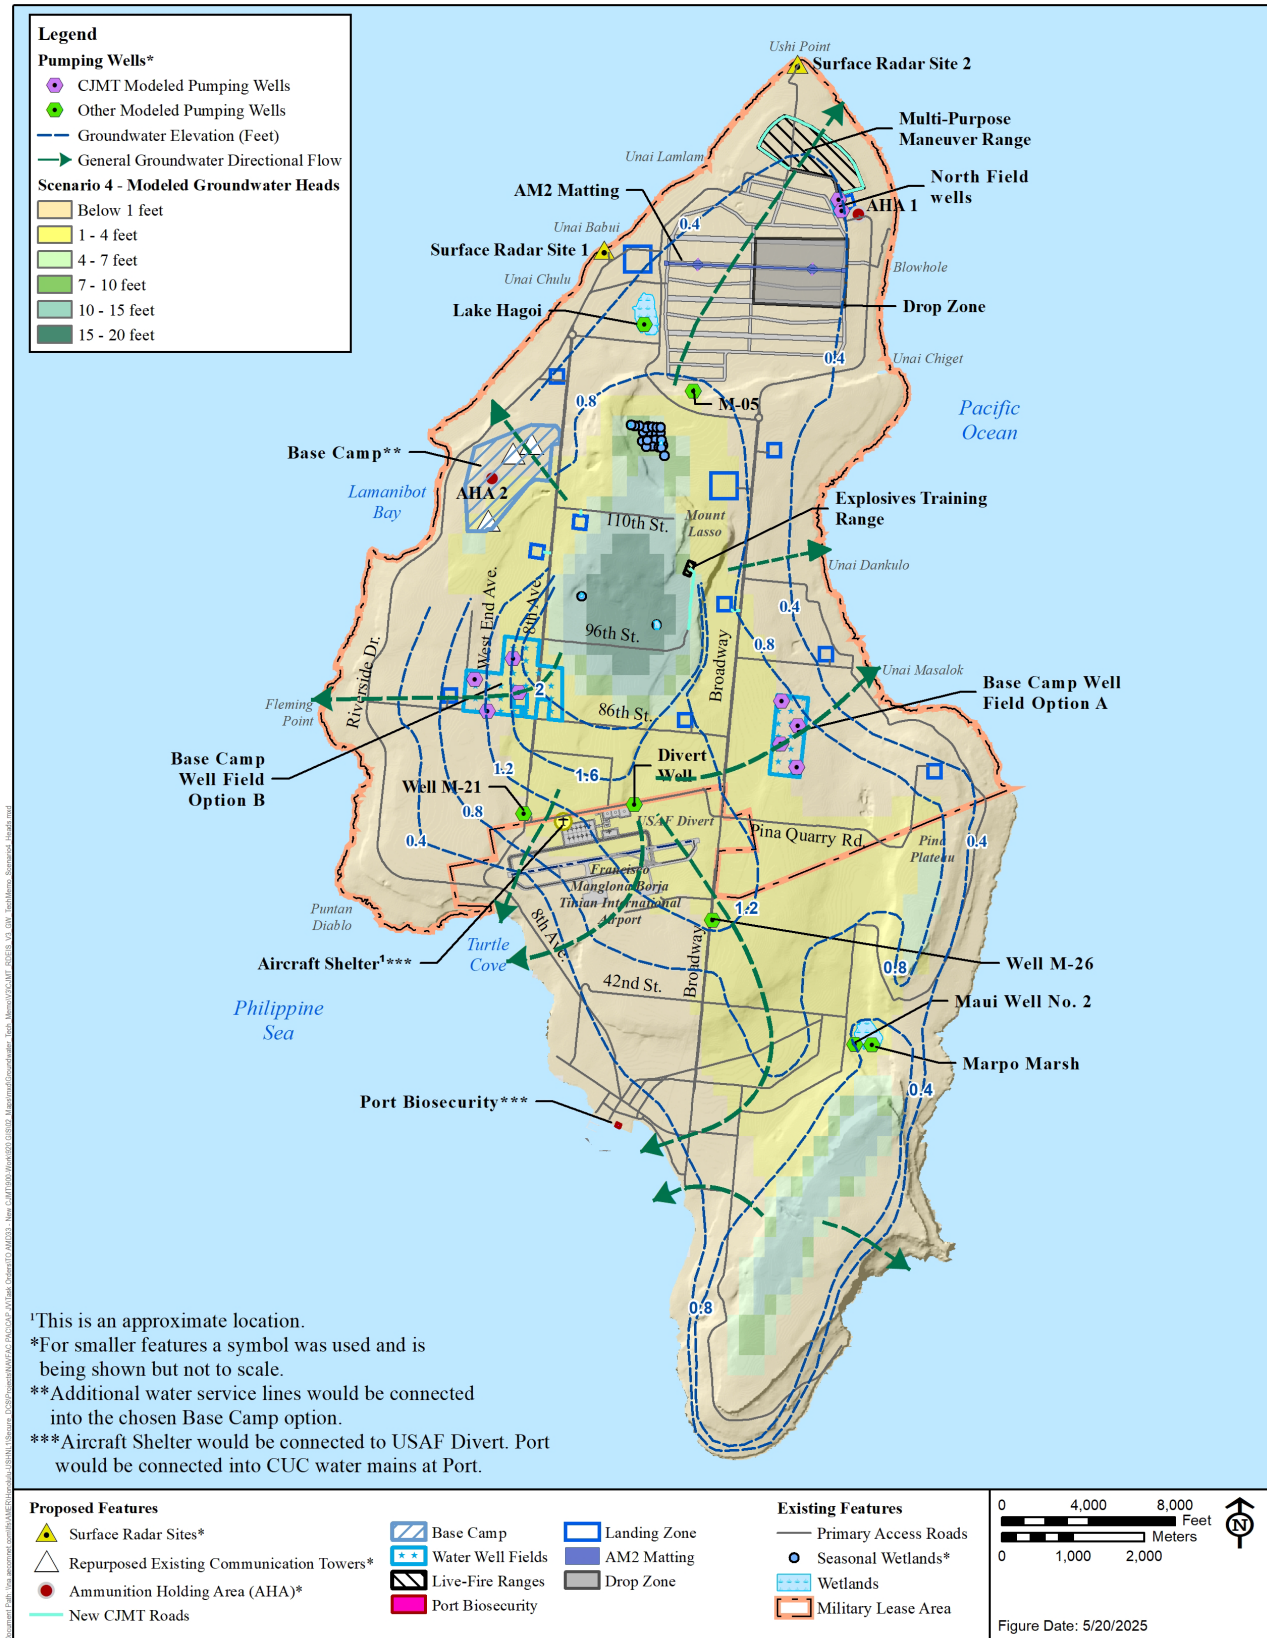 Legend
Pumping Wells*
CJMT Modeled Pumping Wells
Other Modeled Pumping Wells
Groundwater Elevation (Feet)
General Groundwater Directional Flow
Scenario 4 - Modeled Groundwater Heads
Below 1 feet
1 - 4 feet
4 - 7 feet
7 - 10 feet
10 - 15 feet
15 - 20 feet
Ushi Point
Surface Radar Site 2
Multi-Purpose
Maneuver Range
Unai Lamlam
North Field
wells
AM2 Matting
AHA 1
0.4
Unai Babui
Surface Radar Site 1
Blowhole
Unai Chulu
Lake Hagoi
Drop Zone
0.4
Unai Chiget
0.8
M-05
Pacific
Ocean
Base Camp**
AHA 2
Lamanibot
Bay
Explosives Training
Range
110th St.
Mount
Lasso
Unai Dankulo
West End Ave.
8th Ave.
0.4
96th St.
0.8
Riverside Dr.
Broadway
Unai Masalok
Base Camp Well
Field Option A
2
Fleming
Point
86th St.
Base Camp
Well Field
Option B
Divert
Well
1.2
1.6
Well M-21
0.8
USAF Divert
Pina Quarry Rd.
0.4
Pina
Plateau
0.4
Francisco
Manglona Borja
Tinian International
Airport
1.2
Puntan
Diablo
8th Ave.
Turtle
Cove
Aircraft Shelter¹***
Broadway
Well M-26
0.8
42nd St.
Philippine
Sea
Maui Well No. 2
Marpo Marsh
Port Biosecurity***
0.4
0.8
¹This is an approximate location.
*For smaller features a symbol was used and is
being shown but not to scale.
**Additional water service lines would be connected
into the chosen Base Camp option.
***Aircraft Shelter would be connected to USAF Divert. Port
would be connected into CUC water mains at Port.
Proposed Features
Surface Radar Sites*
Repurposed Existing Communication Towers*
Ammunition Holding Area (AHA)*
New CJMT Roads
Base Camp
Water Well Fields
Live-Fire Ranges
Port Biosecurity
Landing Zone
AM2 Matting
Drop Zone
Existing Features
Primary Access Roads
Seasonal Wetlands*
Wetlands
Military Lease Area
0 4,000 8,000
Feet
Meters
0 1,000 2,000
N
Figure Date: 5/20/2025